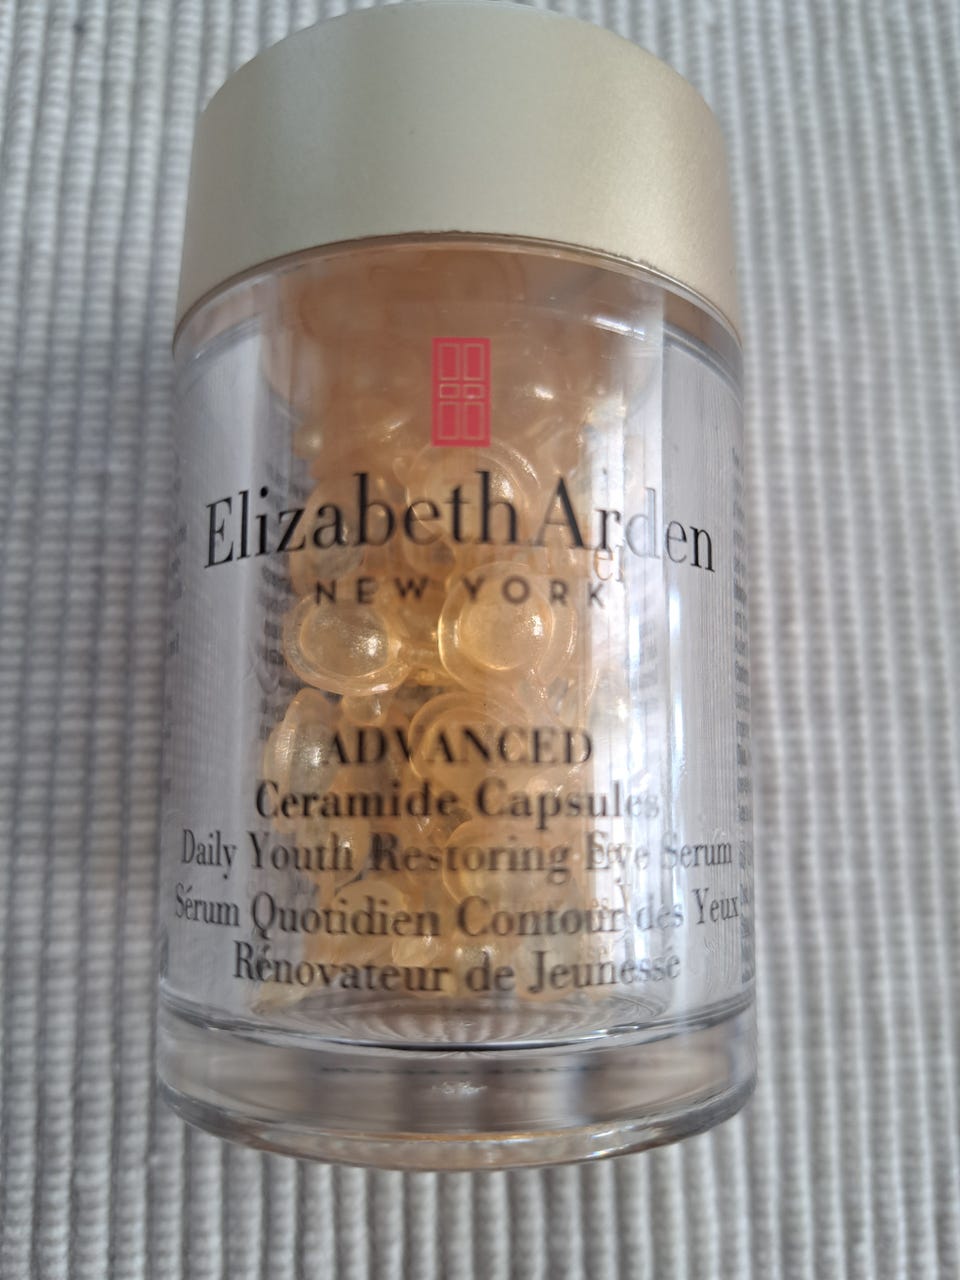 Elizabeth Arden
NEW YORK
ADVANCED
Ceramide Capsules
Daily Youth Restoring Eye Serum
Sérum Quotidien Contour des Yeux
Rénovateur de Jeunesse